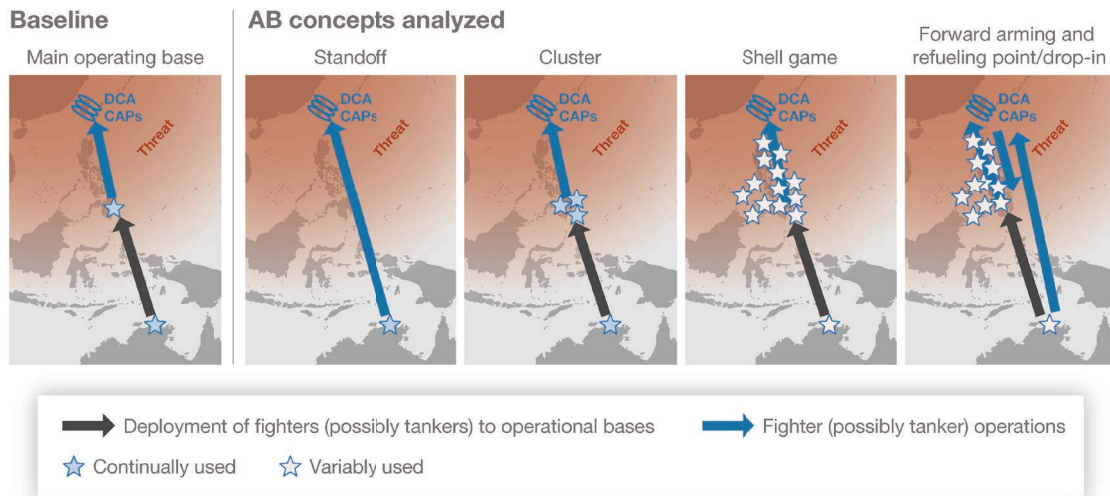 Baseline
AB concepts analyzed
Main operating base
Standoff
Cluster
Shell game
Forward arming and
refueling point/drop-in
DCA
CAPs
Threat
DCA
CAPs
Threat
DCA
CAPs
Threat
DCA
CAPs
Threat
DCA
CAPs
Threat
Deployment of fighters (possibly tankers) to operational bases
Fighter (possibly tanker) operations
Continually used
Variably used